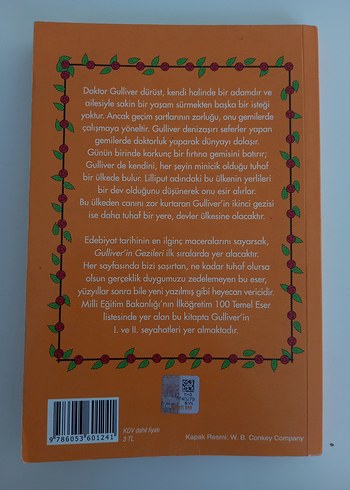 Doktor Gulliver dürüst, kendi halinde bir adamdır ve
ailesiyle sakin bir yaşam sürmekten başka bir isteği
yoktur. Ancak geçim şartlarının zorluğu, onu gemilerde
çalışmaya yöneltir. Gulliver denizaşırı seferler yapan
gemilerde doktorluk yaparak dünyayı dolaşır.
Günün birinde korkunç bir fırtına gemisini batırır;
Gulliver de kendini, her şeyin minicik olduğu tuhaf
bir ülkede bulur. Lilliput adındaki bu ülkenin yerlileri
bir dev olduğunu düşünerek onu esir alırlar.
Bu ülkeden canını zor kurtaran Gulliver'in ikinci gezisi
ise daha tuhaf bir yere, devler ülkesine olacaktır.
Edebiyat tarihinin en ilginç maceralarını sayarsak,
Gulliver'in Gezileri ilk sıralarda yer alacaktır.
Her sayfasında bizi şaşırtan, ne kadar tuhaf olursa
olsun gerçeklik duygumuzu zedelemeyen bu eser,
yüzyıllar sonra bile yeni yazılmış gibi heyecan vericidir.
Milli Eğitim Bakanlığı'nın İlköğretim 100 Temel Eser
listesinde yer alan bu kitapta Gulliver'in
I. ve II. seyahatleri yer almaktadır.
9 786053 601241
KDV dahil fiyatı
3 TL
Kapak Resmi, W. B. Conkey Company